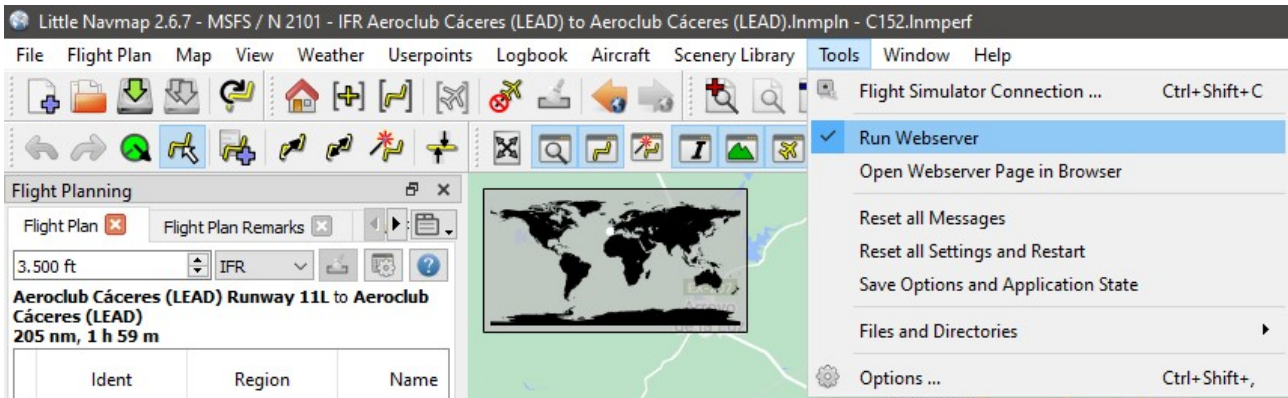 Little Navmap 2.6.7 - MSFS / N 2101 - IFR Aeroclub Cáceres (LEAD) to Aeroclub Cáceres (LEAD).lnmpln - C152.lnmperf
File Flight Plan Map View Weather Userpoints Logbook Aircraft Scenery Library Tools Window Help
Flight Simulator Connection ... Ctrl+Shift+C
Run Webserver
Open Webserver Page in Browser
Reset all Messages
Reset all Settings and Restart
Save Options and Application State
Files and Directories
Options ... Ctrl+Shift+,
Flight Planning
Flight Plan Flight Plan Remarks
3.500 ft IFR
Aeroclub Cáceres (LEAD) Runway 11L to Aeroclub
Cáceres (LEAD)
205 nm, 1 h 59 m
Ident Region Name
Arroyo
de la Luz